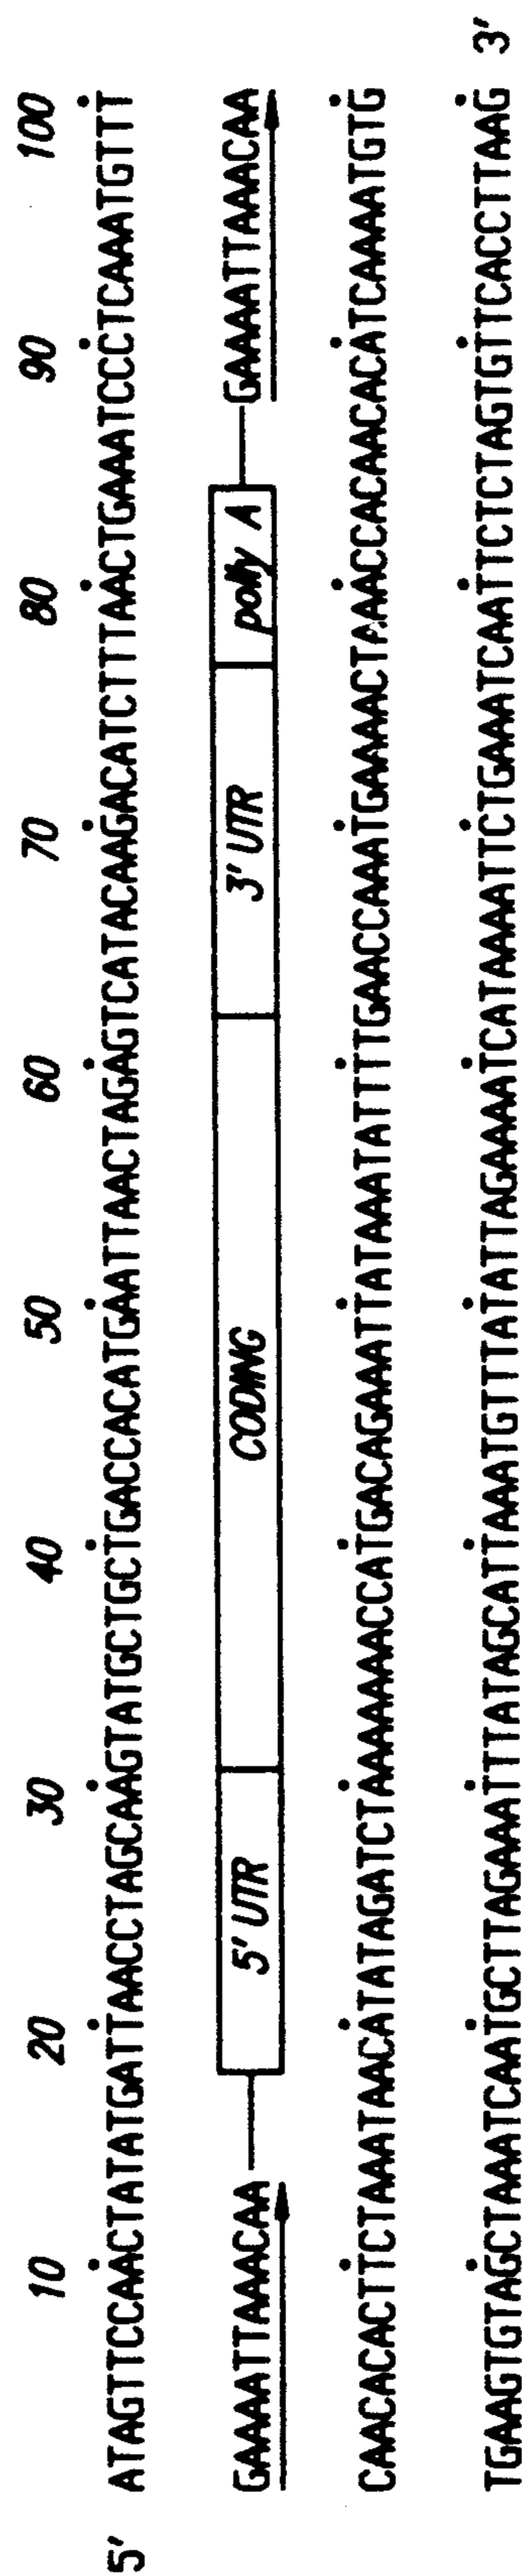 10 20 30 40 50 60 70 80 90 100
5' ATAGTTCCAACTATATGATTAACCTAGCAAGTATGCTGCTGACCACATGAATTAACTAGAGTCATACAAGACATCTTTAACTGAAATCCCTCAAATGTTT
GAAAATTAAACAA 5' UTR CODING 3' UTR poly A GAAAATTAAACAA
CAACACACTTCTAAATAACATATAGATCTAAAAAAACCATGACAGAAATTATAAATATTTTGAACCAAATGAAAACTAAACCACAACACATCAAAATGTG
TGAAGTGTAGCTAAATCAATGCTTAGAAATTTATAGCATTAAATGTTTATATTAGAAAATCATAAAATTCTGAAATCAATTCTCTAGTGTTCACCTTAAG 3'